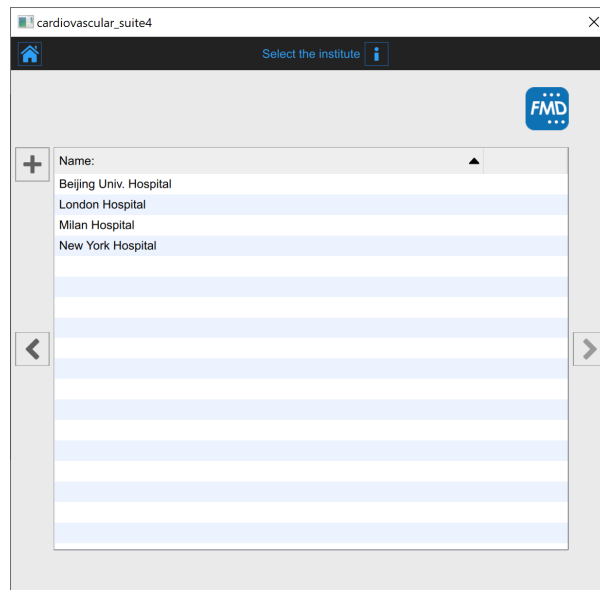 cardiovascular_suite4
Select the institute
FMD
Name:
Beijing Univ. Hospital
London Hospital
Milan Hospital
New York Hospital